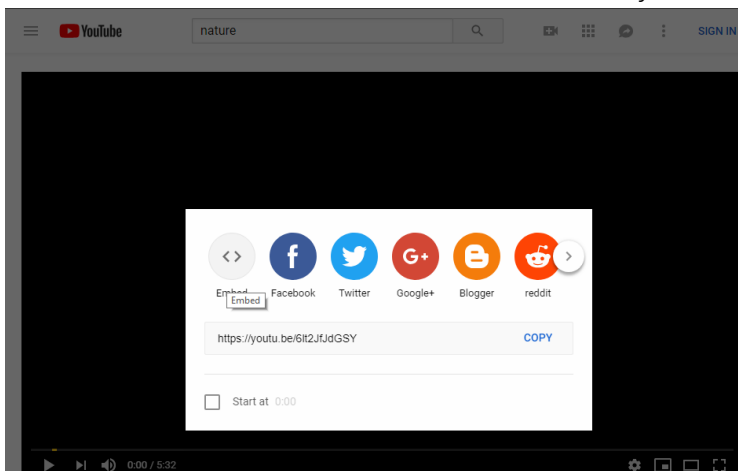 YouTube nature SIGN IN
G+
Embed Facebook Twitter Google+ Blogger reddit
Embed
https://youtu.be/6lt2JfJdGSY COPY
Start at 0:00
0:00 / 5:32